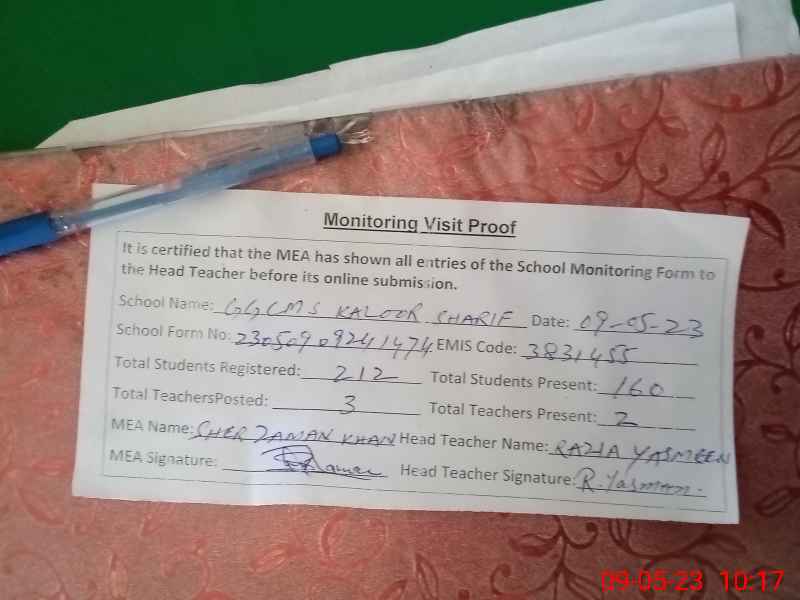 Monitoring Visit Proof
It is certified that the MEA has shown all entries of the School Monitoring Form to
the Head Teacher before its online submission.
School Name: GGCMS KALOOR SHARIF Date: 09-05-23
School Form No: 23050909241474 EMIS Code: 3831455
Total Students Registered: 212 Total Students Present: 160
Total TeachersPosted: 3 Total Teachers Present: 2
MEA Name: SHER ZAMAN KHAN Head Teacher Name: RAZIA YASMEEN
MEA Signature: Head Teacher Signature: R. Yasmeen.
09-05-23 10:17